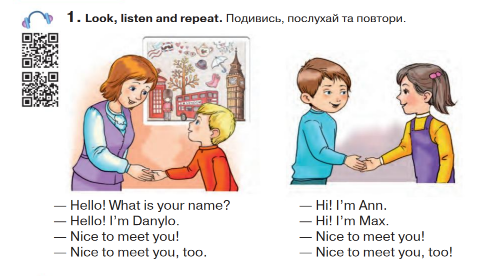 1. Look, listen and repeat. Подивись, послухай та повтори.
— Hello! What is your name?
— Hello! I’m Danylo.
— Nice to meet you!
— Nice to meet you, too.
— Hi! I’m Ann.
— Hi! I’m Max.
— Nice to meet you!
— Nice to meet you, too!